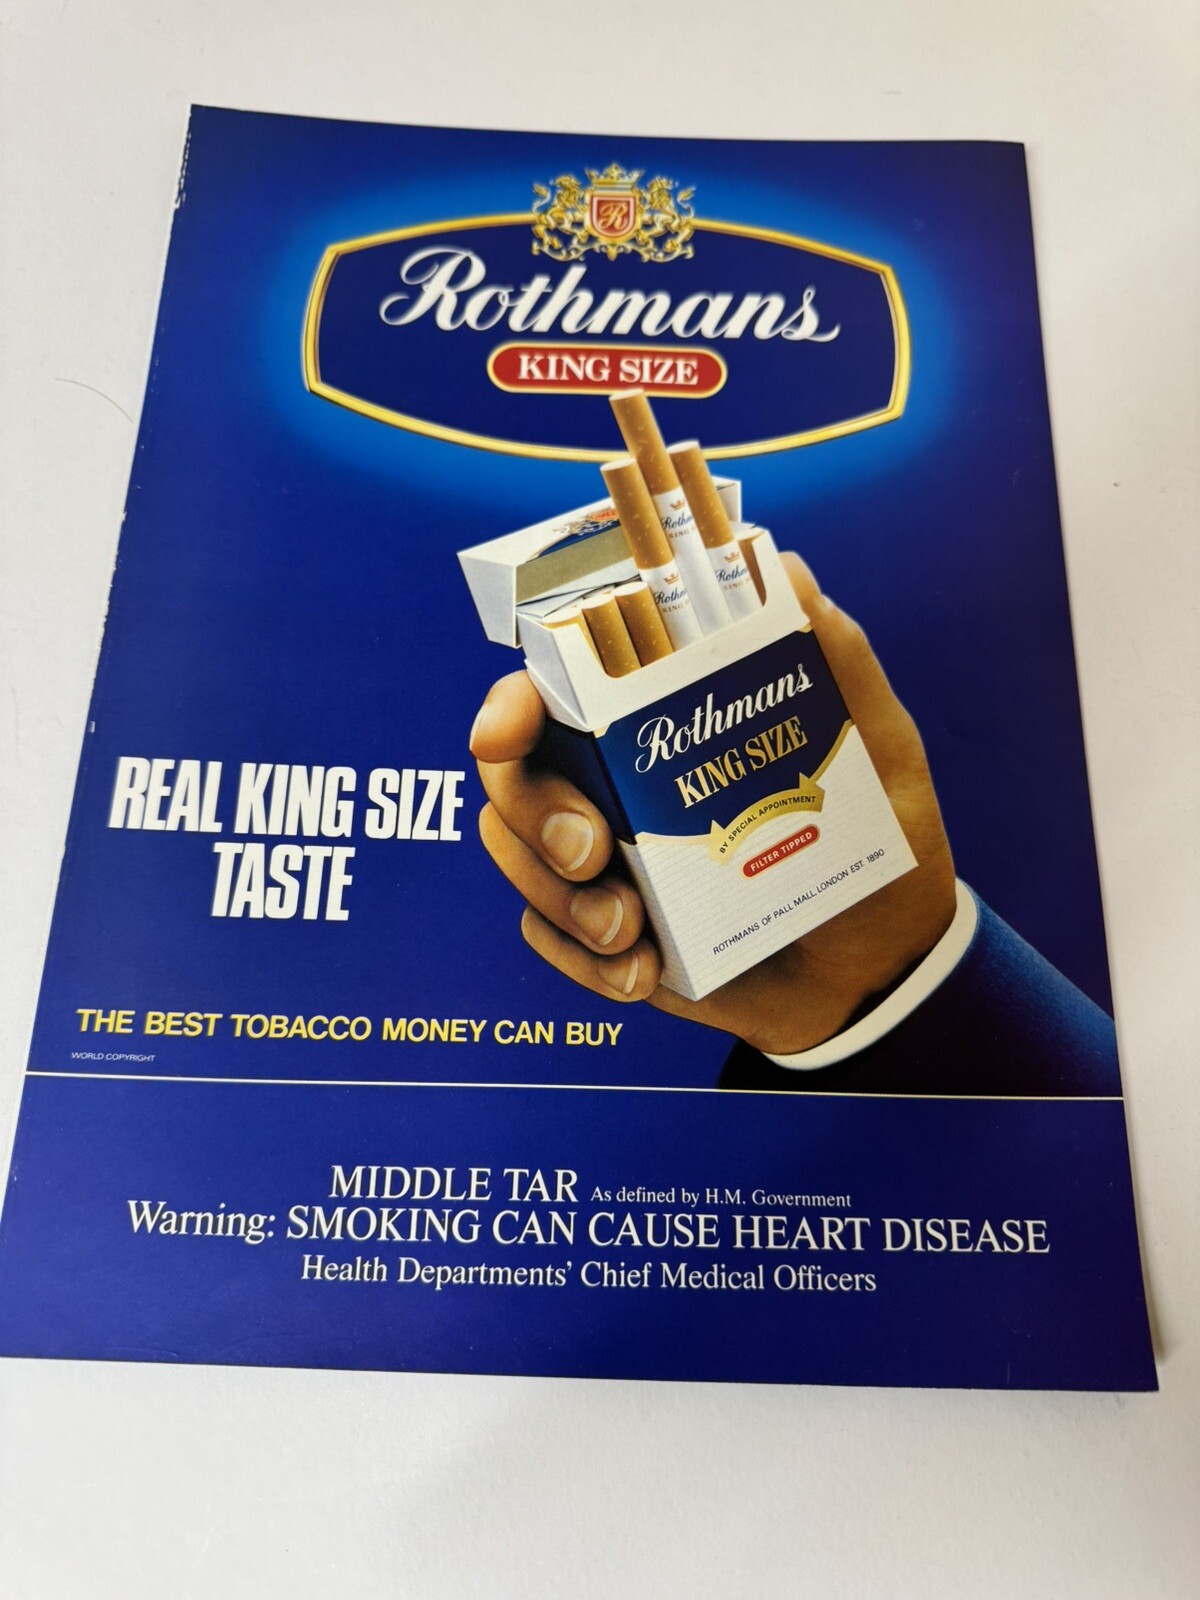 R
Rothmans
KING SIZE
Rothmans
KING SIZE
BY SPECIAL APPOINTMENT
FILTER TIPPED
ROTHMANS OF PALL MALL LONDON EST. 1890
REAL KING SIZE
TASTE
THE BEST TOBACCO MONEY CAN BUY
WORLD COPYRIGHT
MIDDLE TAR As defined by H.M. Government
Warning: SMOKING CAN CAUSE HEART DISEASE
Health Departments' Chief Medical Officers